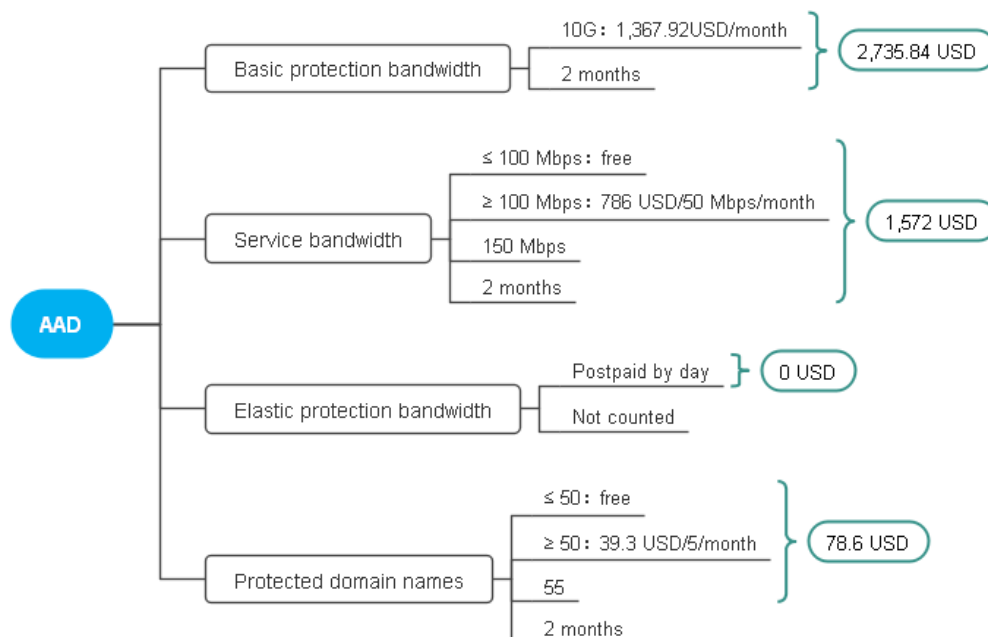 AAD
Basic protection bandwidth
10G: 1,367.92USD/month
2 months
2,735.84 USD
Service bandwidth
≤ 100 Mbps: free
≥ 100 Mbps: 786 USD/50 Mbps/month
150 Mbps
2 months
1,572 USD
Elastic protection bandwidth
Postpaid by day
Not counted
0 USD
Protected domain names
≤ 50: free
≥ 50: 39.3 USD/5/month
55
2 months
78.6 USD